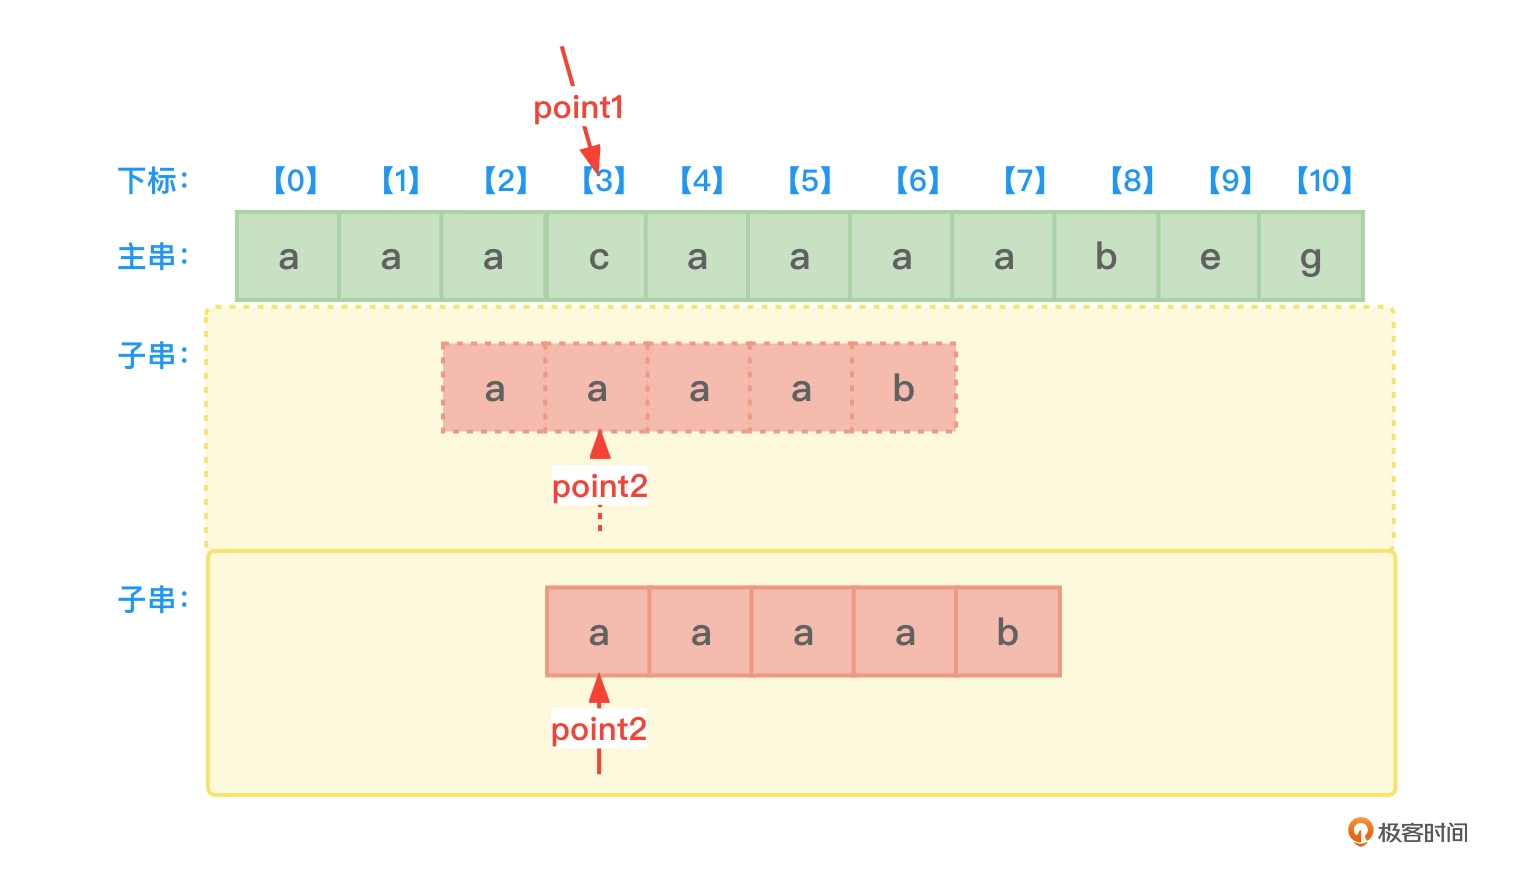 point1
下标： 【0】 【1】 【2】 【3】 【4】 【5】 【6】 【7】 【8】 【9】 【10】
主串： a a a c a a a a b e g
子串： a a a a b
point2
子串： a a a a b
point2
极客时间